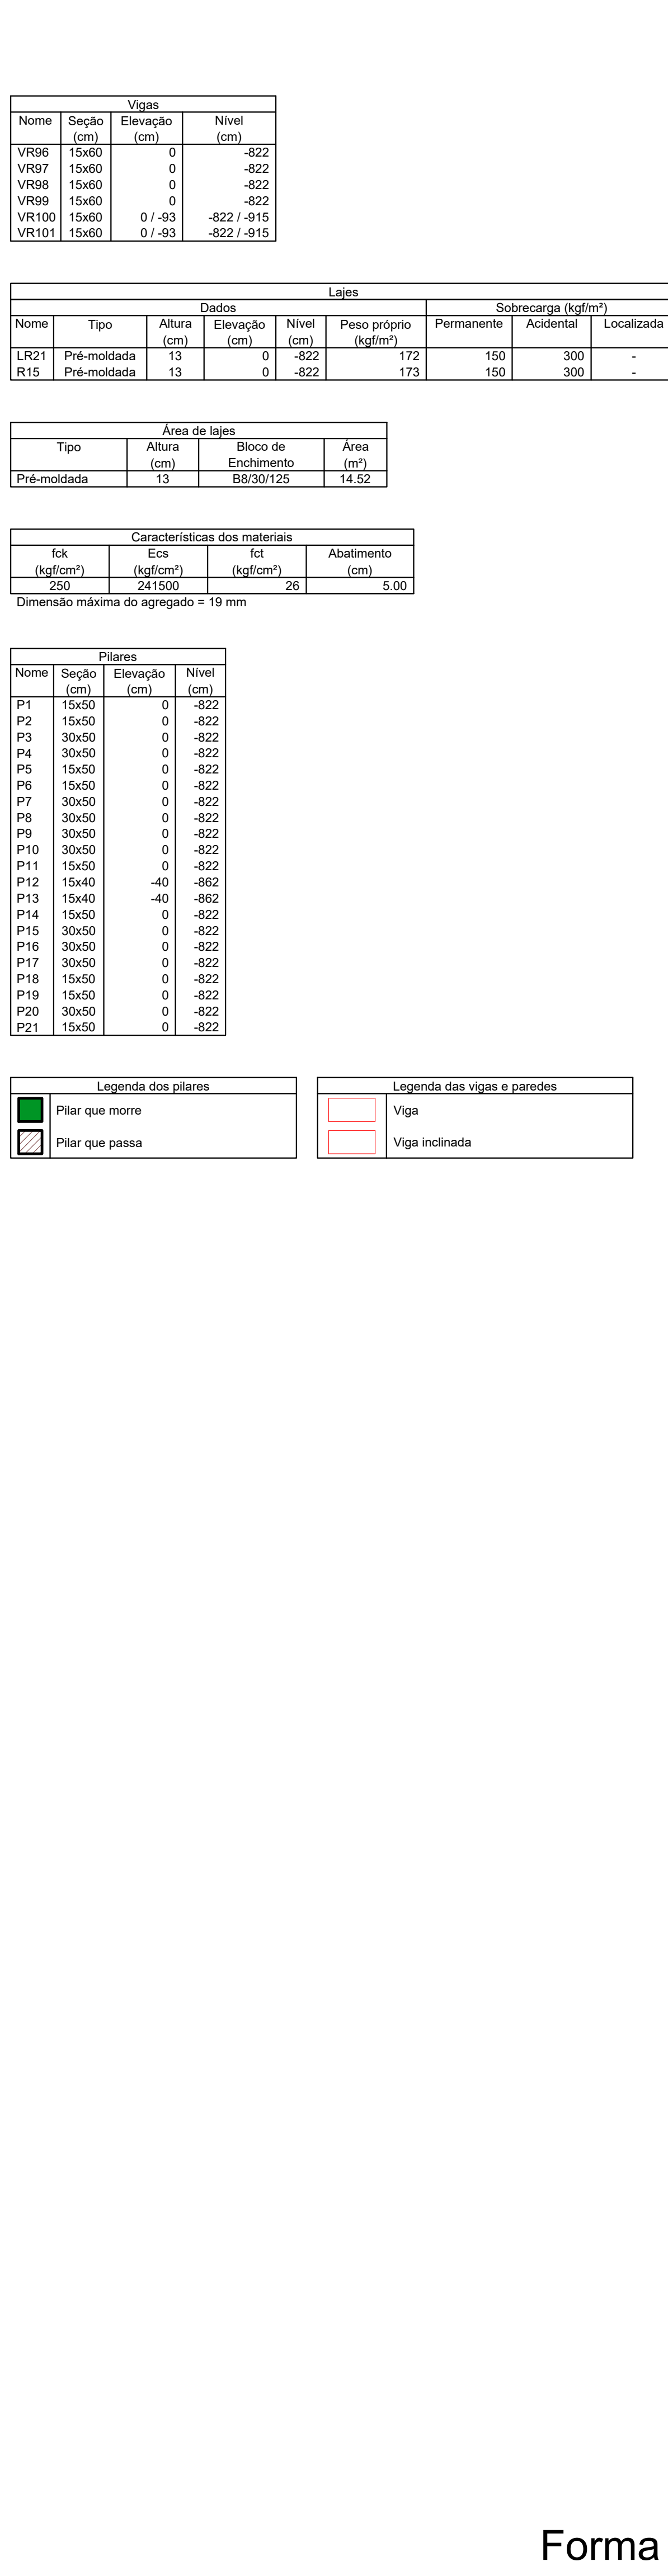 Vigas
Nome Seção Elevação Nível
(cm) (cm) (cm)
VR96 15x60 0 -822
VR97 15x60 0 -822
VR98 15x60 0 -822
VR99 15x60 0 -822
VR100 15x60 0 / -93 -822 / -915
VR101 15x60 0 / -93 -822 / -915
Lajes
Dados Sobrecarga (kgf/m²)
Nome Tipo Altura Elevação Nível Peso próprio Permanente Acidental Localizada
(cm) (cm) (cm) (kgf/m²)
LR21 Pré-moldada 13 0 -822 172 150 300 -
R15 Pré-moldada 13 0 -822 173 150 300 -
Área de lajes
Tipo Altura Bloco de Área
(cm) Enchimento (m²)
Pré-moldada 13 B8/30/125 14.52
Características dos materiais
fck Ecs fct Abatimento
(kgf/cm²) (kgf/cm²) (kgf/cm²) (cm)
250 241500 26 5.00
Dimensão máxima do agregado = 19 mm
Pilares
Nome Seção Elevação Nível
(cm) (cm) (cm)
P1 15x50 0 -822
P2 15x50 0 -822
P3 30x50 0 -822
P4 30x50 0 -822
P5 15x50 0 -822
P6 15x50 0 -822
P7 30x50 0 -822
P8 30x50 0 -822
P9 30x50 0 -822
P10 30x50 0 -822
P11 15x50 0 -822
P12 15x40 -40 -862
P13 15x40 -40 -862
P14 15x50 0 -822
P15 30x50 0 -822
P16 30x50 0 -822
P17 30x50 0 -822
P18 15x50 0 -822
P19 15x50 0 -822
P20 30x50 0 -822
P21 15x50 0 -822
Legenda dos pilares
Pilar que morre
Pilar que passa
Legenda das vigas e paredes
Viga
Viga inclinada
Forma